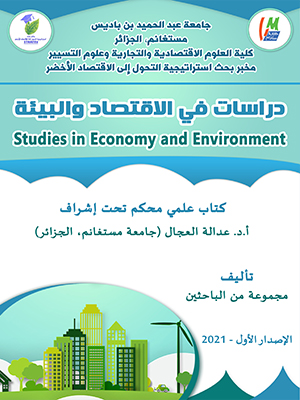 جامعة عبد الحميد بن باديس
مستغانم، الجزائر
كلية العلوم الاقتصادية والتجارية وعلوم التسيير
مخبر بحث استراتيجية التحول إلى الاقتصاد الأخضر
دراسات في الاقتصاد والبيئة
Studies in Economy and Environment
كتاب علمي محكم تحت إشراف
أ.د. عدالة العجال (جامعة مستغانم، الجزائر)
تأليف
مجموعة من الباحثين
الإصدار الأول - 2021